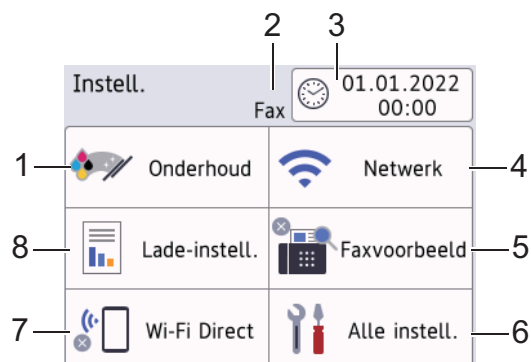 2 3
Instell.
Fax
01.01.2022
00:00
1 Onderhoud Netwerk 4
8 Lade-instell. Faxvoorbeeld 5
7 Wi-Fi Direct Alle instell. 6